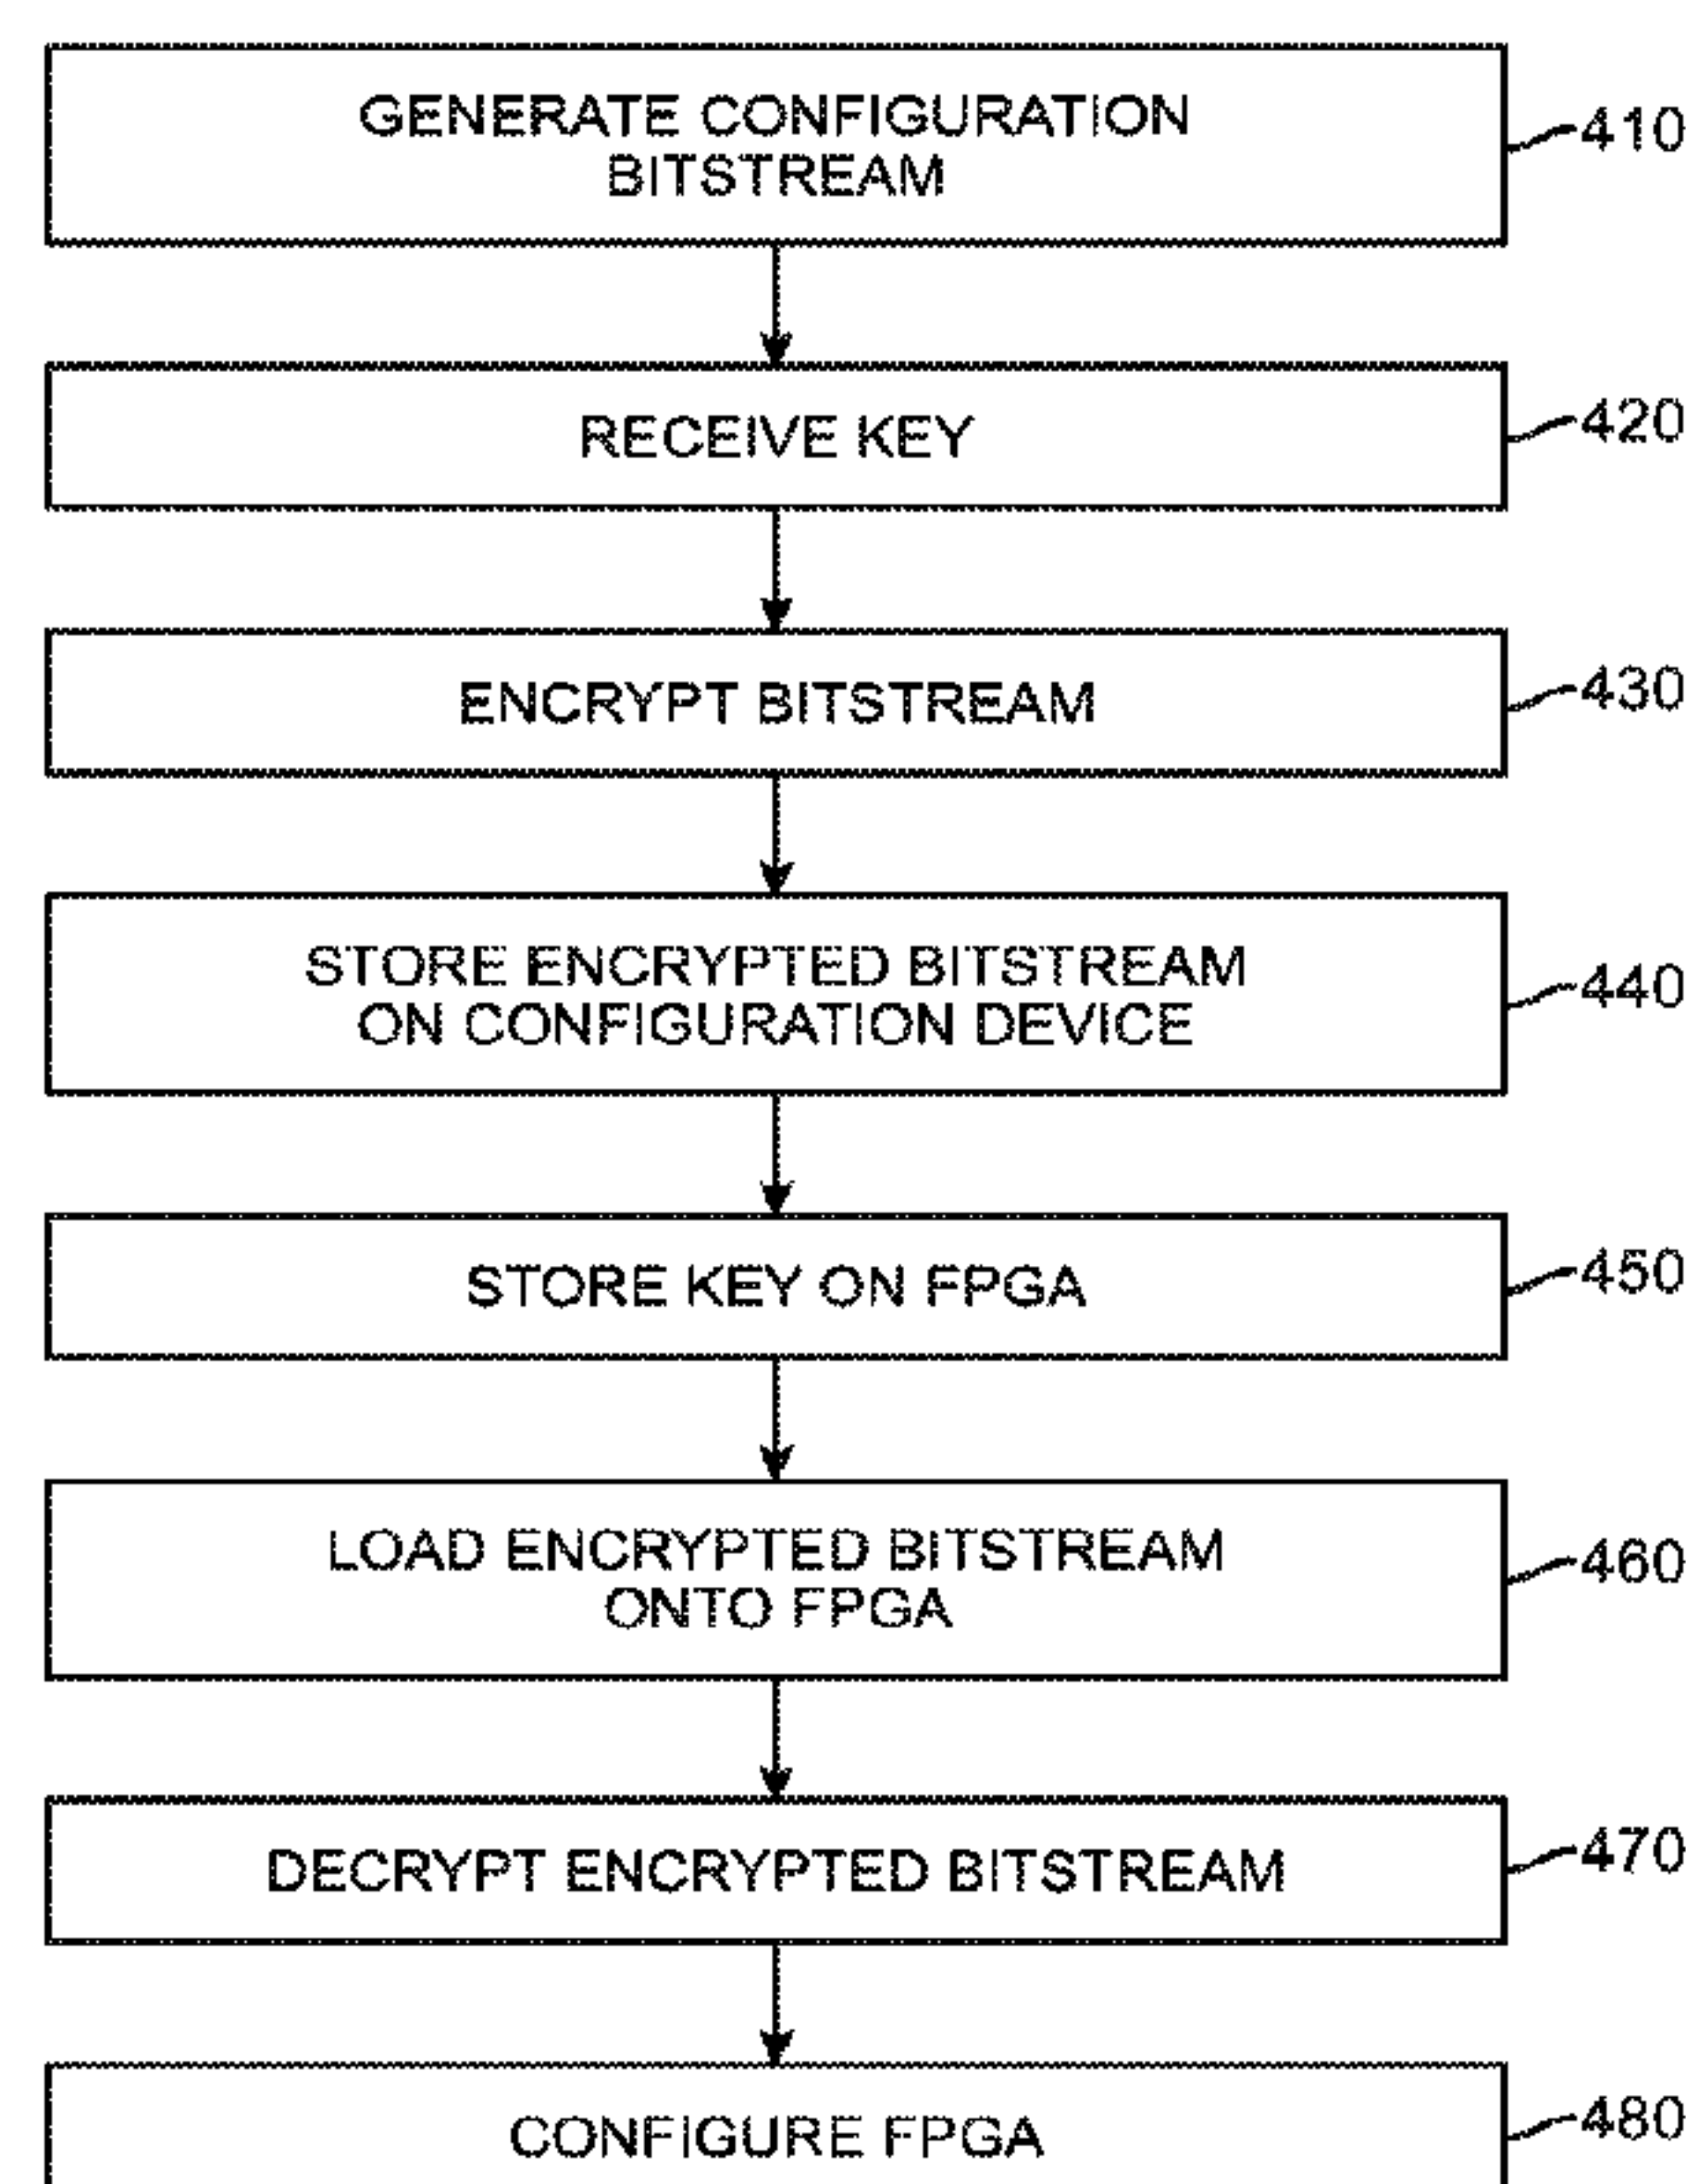 GENERATE CONFIGURATION
BITSTREAM
410
RECEIVE KEY
420
ENCRYPT BITSTREAM
430
STORE ENCRYPTED BITSTREAM
ON CONFIGURATION DEVICE
440
STORE KEY ON FPGA
450
LOAD ENCRYPTED BITSTREAM
ONTO FPGA
460
DECRYPT ENCRYPTED BITSTREAM
470
CONFIGURE FPGA
480